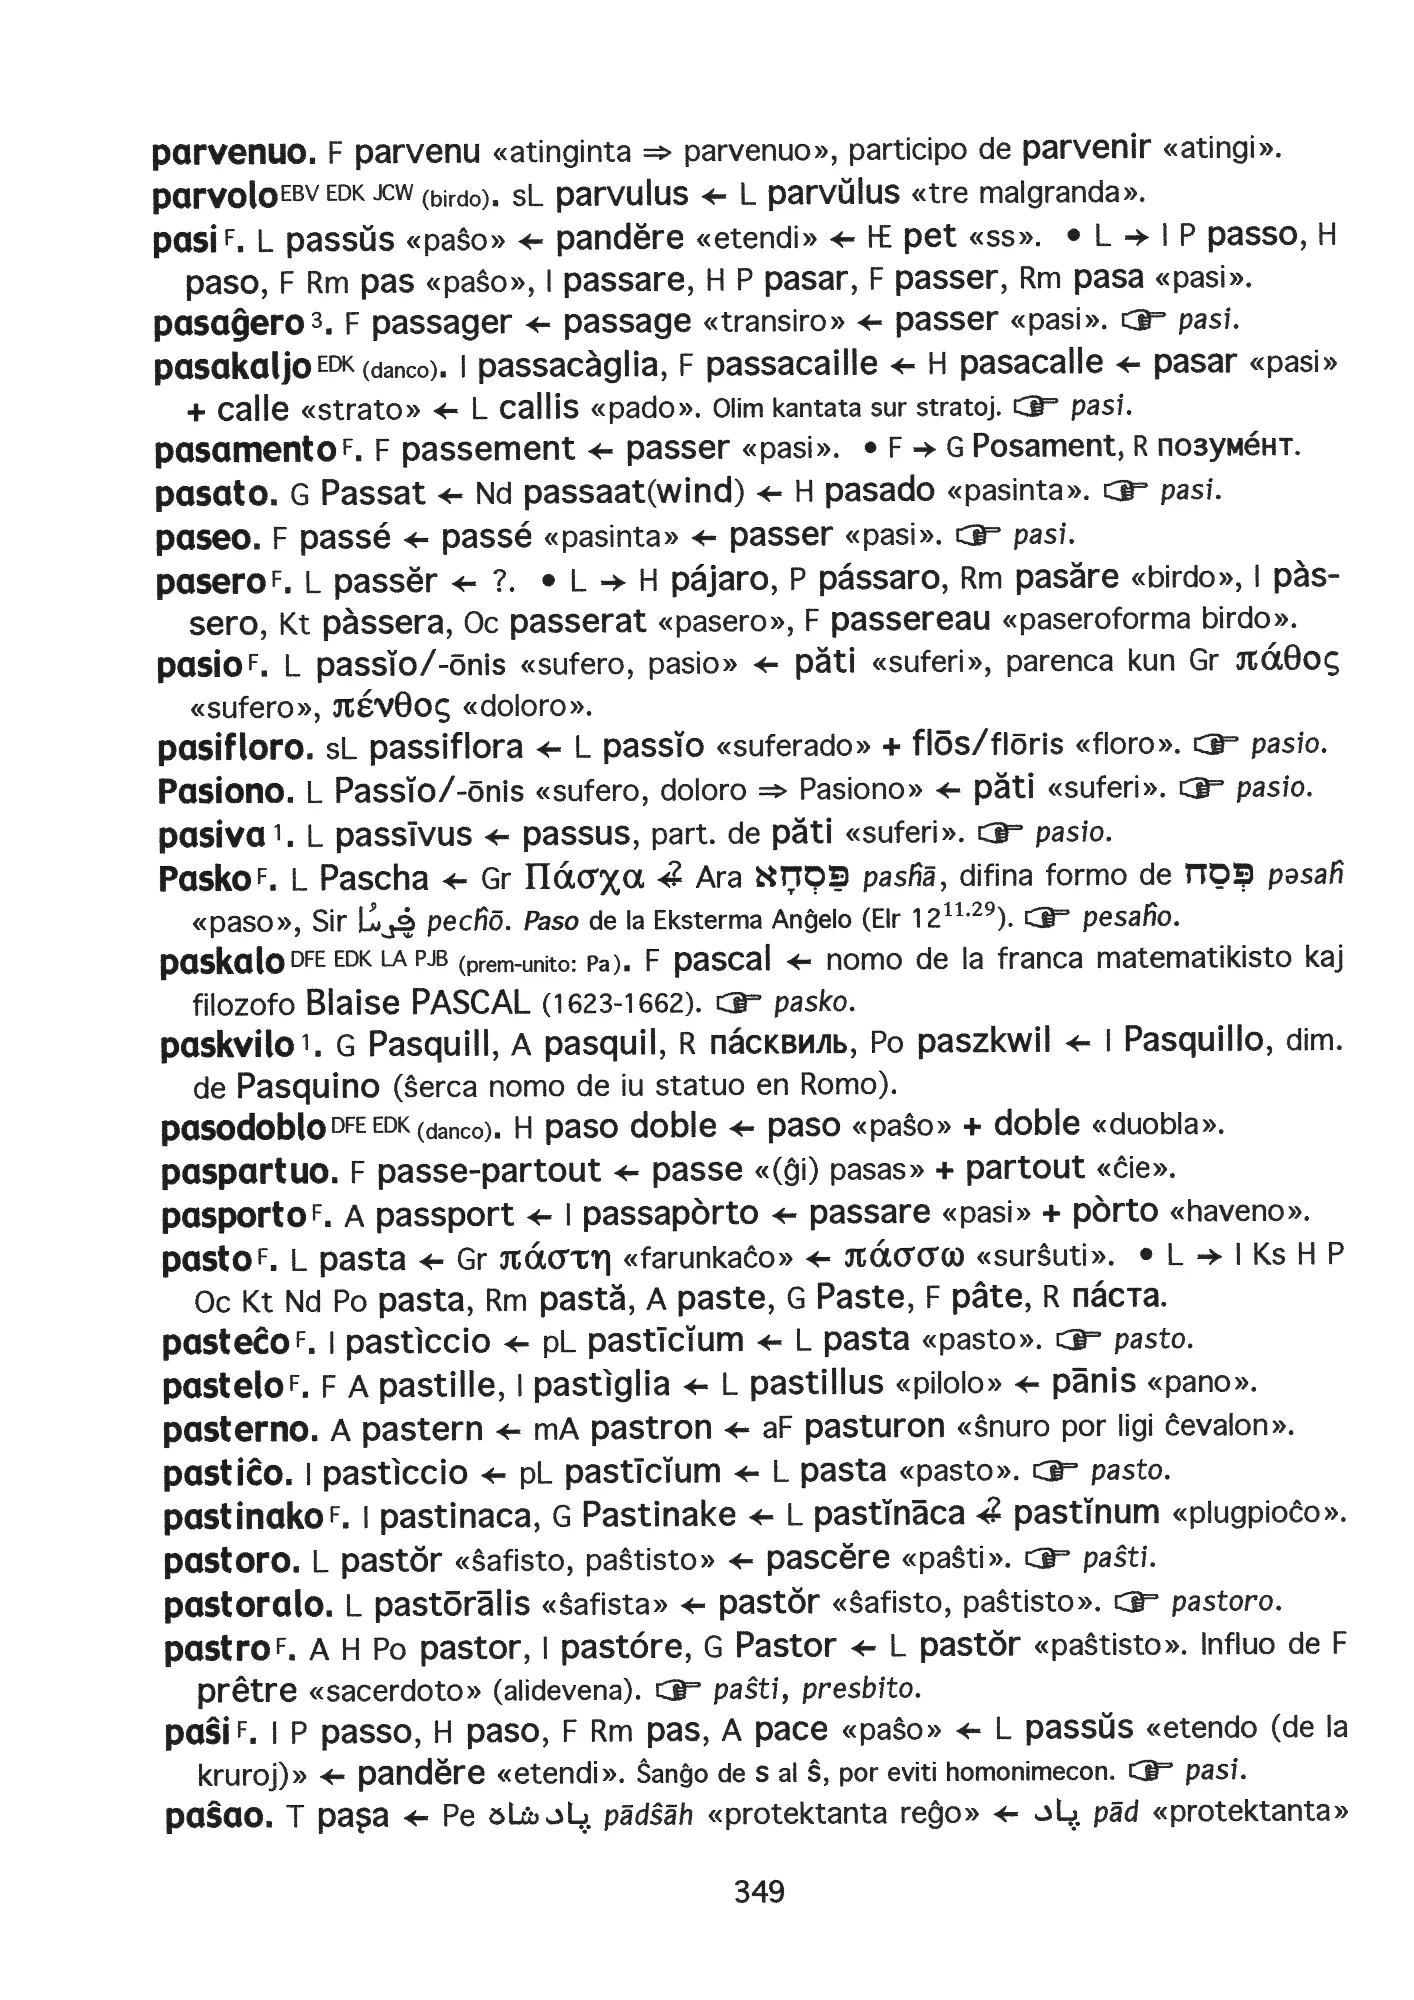 parvenuo. F parvenu «atinginta ⇒ parvenuo», participo de parvenir «atingi».
parvolo EBV EDK JCW (birdo). sL parvulus ← L parvŭlus «tre malgranda».
pasi F. L passŭs «paŝo» ← pandĕre «etendi» ← HE pet «ss». • L → I P passo, H
paso, F Rm pas «paŝo», I passare, H P pasar, F passer, Rm pasa «pasi».
pasaĝero 3. F passager ← passage «transiro» ← passer «pasi». ☞ pasi.
pasakaljo EDK (danco). I passacàglia, F passacaille ← H pasacalle ← pasar «pasi»
+ calle «strato» ← L callis «pado». Olim kantata sur stratoj. ☞ pasi.
pasamento F. F passement ← passer «pasi». • F → G Posament, R позумéнт.
pasato. G Passat ← Nd passaat(wind) ← H pasado «pasinta». ☞ pasi.
paseo. F passé ← passé «pasinta» ← passer «pasi». ☞ pasi.
pasero F. L passĕr ← ?. • L → H pájaro, P pássaro, Rm pasăre «birdo», I pàs-
sero, Kt pàssera, Oc passerat «pasero», F passereau «paseroforma birdo».
pasio F. L passĭo/-ōnis «sufero, pasio» ← păti «suferi», parenca kun Gr πάθος
«sufero», πένθος «doloro».
pasifloro. sL passiflora ← L passĭo «suferado» + flōs/flōris «floro». ☞ pasio.
Pasiono. L Passĭo/-ōnis «sufero, doloro ⇒ Pasiono» ← păti «suferi». ☞ pasio.
pasiva 1. L passīvus ← passus, part. de păti «suferi». ☞ pasio.
Pasko F. L Pascha ← Gr Πάσχα ⇠? Ara פַּסְחָא pasĥā, difina formo de פֶּסַח pəsaĥ
«paso», Sir pecĥō. Paso de la Eksterma Anĝelo (Elr 12¹¹·²⁹). ☞ pesaĥo.
paskalo DFE EDK LA PJB (prem-unito: Pa). F pascal ← nomo de la franca matematikisto kaj
filozofo Blaise PASCAL (1623-1662). ☞ pasko.
paskvilo 1. G Pasquill, A pasquil, R пáсквиль, Po paszkwil ← I Pasquillo, dim.
de Pasquino (ŝerca nomo de iu statuo en Romo).
pasodoblo DFE EDK (danco). H paso doble ← paso «paŝo» + doble «duobla».
paspartuo. F passe-partout ← passe «(ĝi) pasas» + partout «ĉie».
pasporto F. A passport ← I passapòrto ← passare «pasi» + pòrto «haveno».
pasto F. L pasta ← Gr πάστη «farunkaĉo» ← πάσσω «surŝuti». • L → I Ks H P
Oc Kt Nd Po pasta, Rm pastă, A paste, G Paste, F pâte, R пáста.
pasteĉo F. I pastìccio ← pL pastīcĭum ← L pasta «pasto». ☞ pasto.
pastelo F. F A pastille, I pastìglia ← L pastillus «pilolo» ← pānis «pano».
pasterno. A pastern ← mA pastron ← aF pasturon «ŝnuro por ligi ĉevalon».
pastiĉo. I pastìccio ← pL pastīcĭum ← L pasta «pasto». ☞ pasto.
pastinako F. I pastinaca, G Pastinake ← L pastĭnāca ⇠? pastĭnum «plugpioĉo».
pastoro. L pastŏr «ŝafisto, paŝtisto» ← pascĕre «paŝti». ☞ paŝti.
pastoralo. L pastōrālis «ŝafista» ← pastŏr «ŝafisto, paŝtisto». ☞ pastoro.
pastro F. A H Po pastor, I pastóre, G Pastor ← L pastŏr «paŝtisto». Influo de F
prêtre «sacerdoto» (alidevena). ☞ paŝti, presbito.
paŝi F. I P passo, H paso, F Rm pas, A pace «paŝo» ← L passŭs «etendo (de la
kruroj)» ← pandĕre «etendi». Ŝanĝo de s al ŝ, por eviti homonimecon. ☞ pasi.
paŝao. T paşa ← Pe پادشاه pādŝāh «protektanta reĝo» ← پاد pād «protektanta»
349